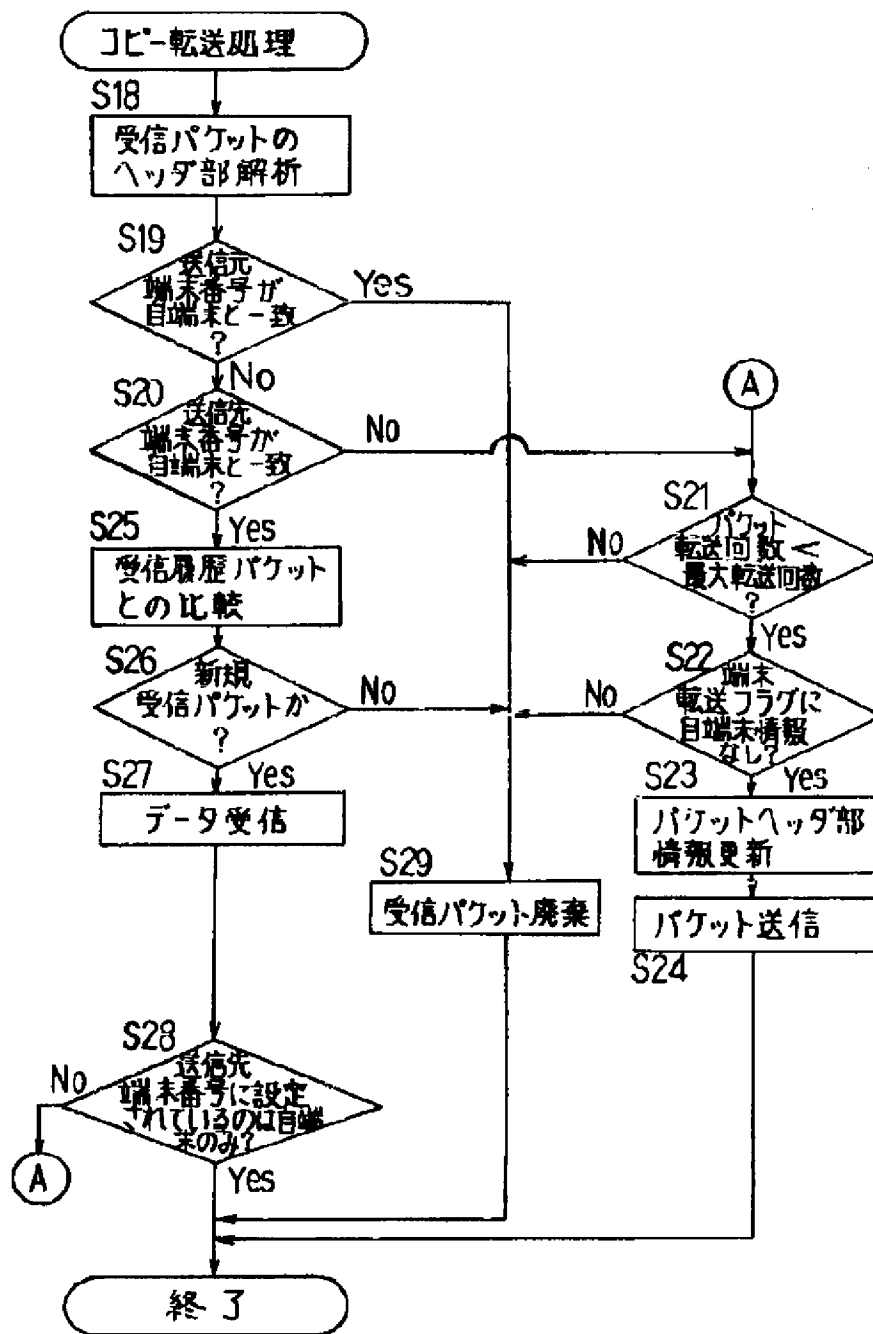 コピー転送処理
S18
受信パケットの
ヘッダ部解析
S19
送信元
端末番号が
自端末と一致
?
Yes
No
S20
送信先
端末番号が
自端末と一致
?
No
Yes
S25
受信履歴パケット
との比較
S26
新規
受信パケットか
?
No
Yes
S27
データ受信
S28
送信先
端末番号に設定
されているのは自端
末のみ?
No
A
Yes
終了
S29
受信パケット廃棄
A
S21
パケット
転送回数<
最大転送回数
?
No
Yes
S22
端末
転送フラグに
自端末情報
なし?
No
Yes
S23
パケットヘッダ部
情報更新
パケット送信
S24